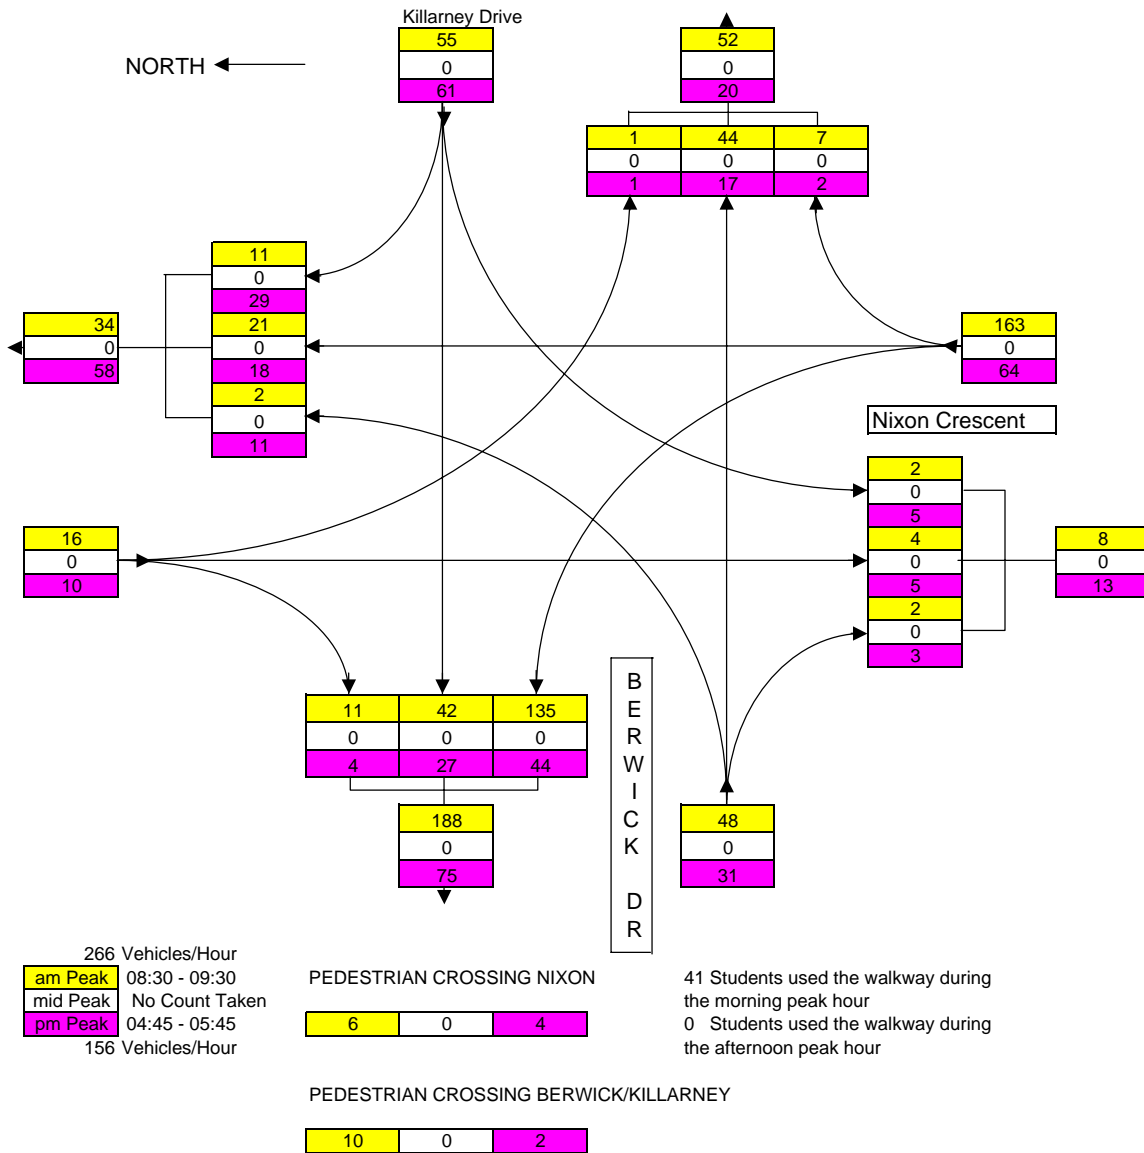 Killarney Drive
55
0
61
52
0
20
NORTH
1 44 7
0 0 0
1 17 2
11
0
29
21
0
18
2
0
11
34
0
58
163
0
64
Nixon Crescent
2
0
5
4
0
5
2
0
3
8
0
13
16
0
10
11 42 135
0 0 0
4 27 44
188
0
75
B
E
R
W
I
C
K
D
R
48
0
31
266 Vehicles/Hour
am Peak 08:30 - 09:30
mid Peak No Count Taken
pm Peak 04:45 - 05:45
156 Vehicles/Hour
PEDESTRIAN CROSSING NIXON
6 0 4
41 Students used the walkway during
the morning peak hour
0 Students used the walkway during
the afternoon peak hour
PEDESTRIAN CROSSING BERWICK/KILLARNEY
10 0 2